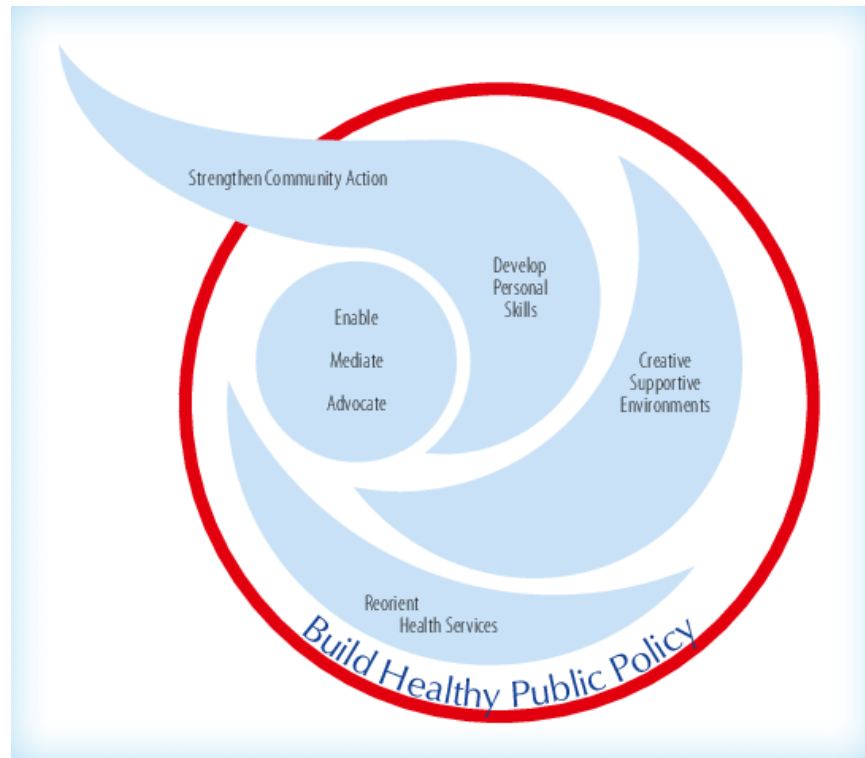 Strengthen Community Action
Develop
Personal
Skills
Enable
Mediate
Advocate
Creative
Supportive
Environments
Reorient
Health Services
Build Healthy Public Policy